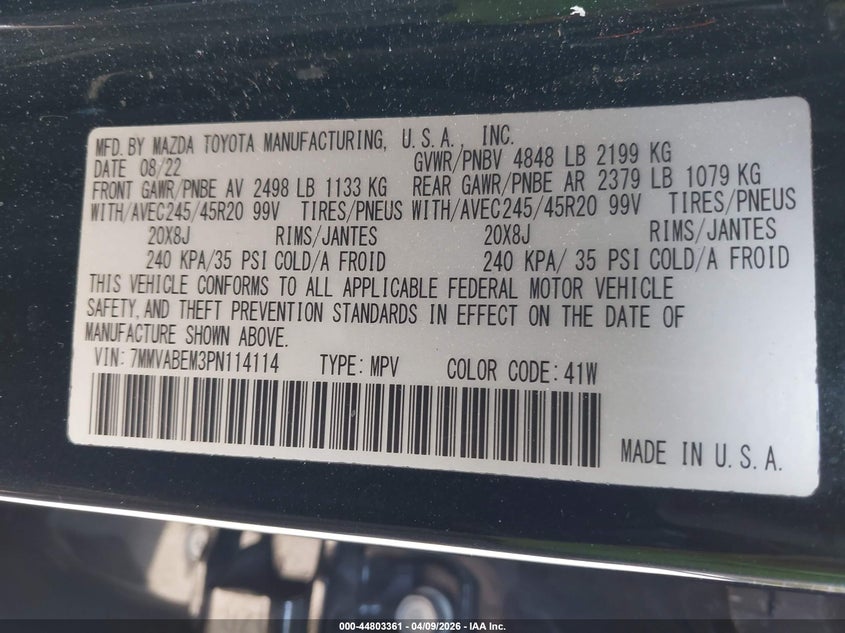 MFD. BY MAZDA TOYOTA MANUFACTURING, U.S.A., INC.
DATE 08/22 GVWR/PNBV 4848 LB 2199 KG
FRONT GAWR/PNBE AV 2498 LB 1133 KG REAR GAWR/PNBE AR 2379 LB 1079 KG
WITH/AVEC245/45R20 99V TIRES/PNEUS WITH/AVEC245/45R20 99V TIRES/PNEUS
20X8J RIMS/JANTES 20X8J RIMS/JANTES
240 KPA/35 PSI COLD/A FROID 240 KPA/ 35 PSI COLD/A FROID
THIS VEHICLE CONFORMS TO ALL APPLICABLE FEDERAL MOTOR VEHICLE
SAFETY, AND THEFT PREVENTION STANDARDS IN EFFECT ON THE DATE OF
MANUFACTURE SHOWN ABOVE.
VIN: 7MMVABEM3PN114114 TYPE: MPV COLOR CODE: 41W
MADE IN U.S.A.
000-44803361 | 04/09/2026 | IAA Inc.